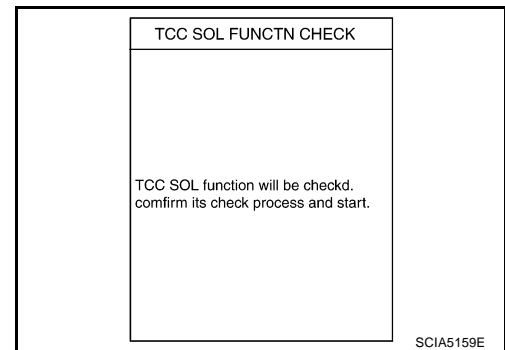 TCC SOL FUNCTN CHECK
TCC SOL function will be checkd.
comfirm its check process and start.
SCIA5159E